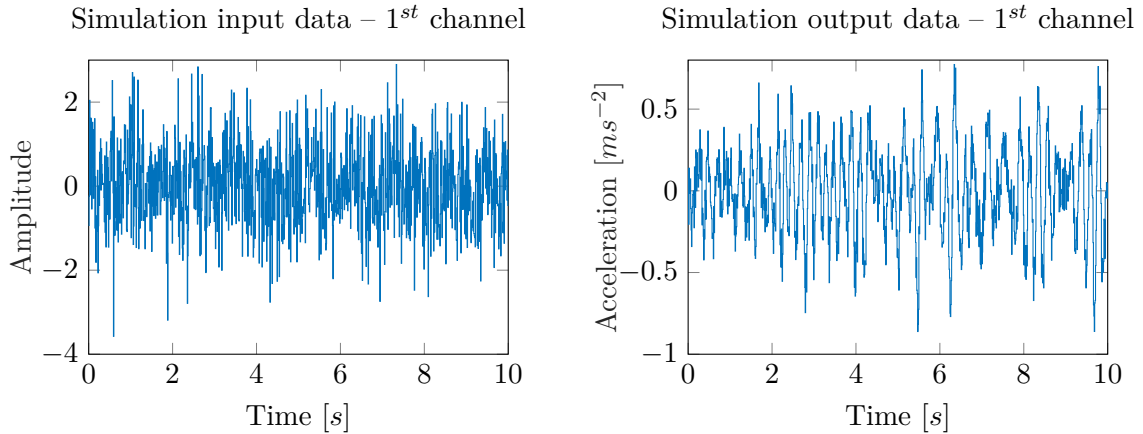 Simulation input data – 1st channel
Amplitude
2
0
−2
−4
0 2 4 6 8 10
Time [s]
Simulation output data – 1st channel
Acceleration [ms−2]
0.5
0
−0.5
−1
0 2 4 6 8 10
Time [s]